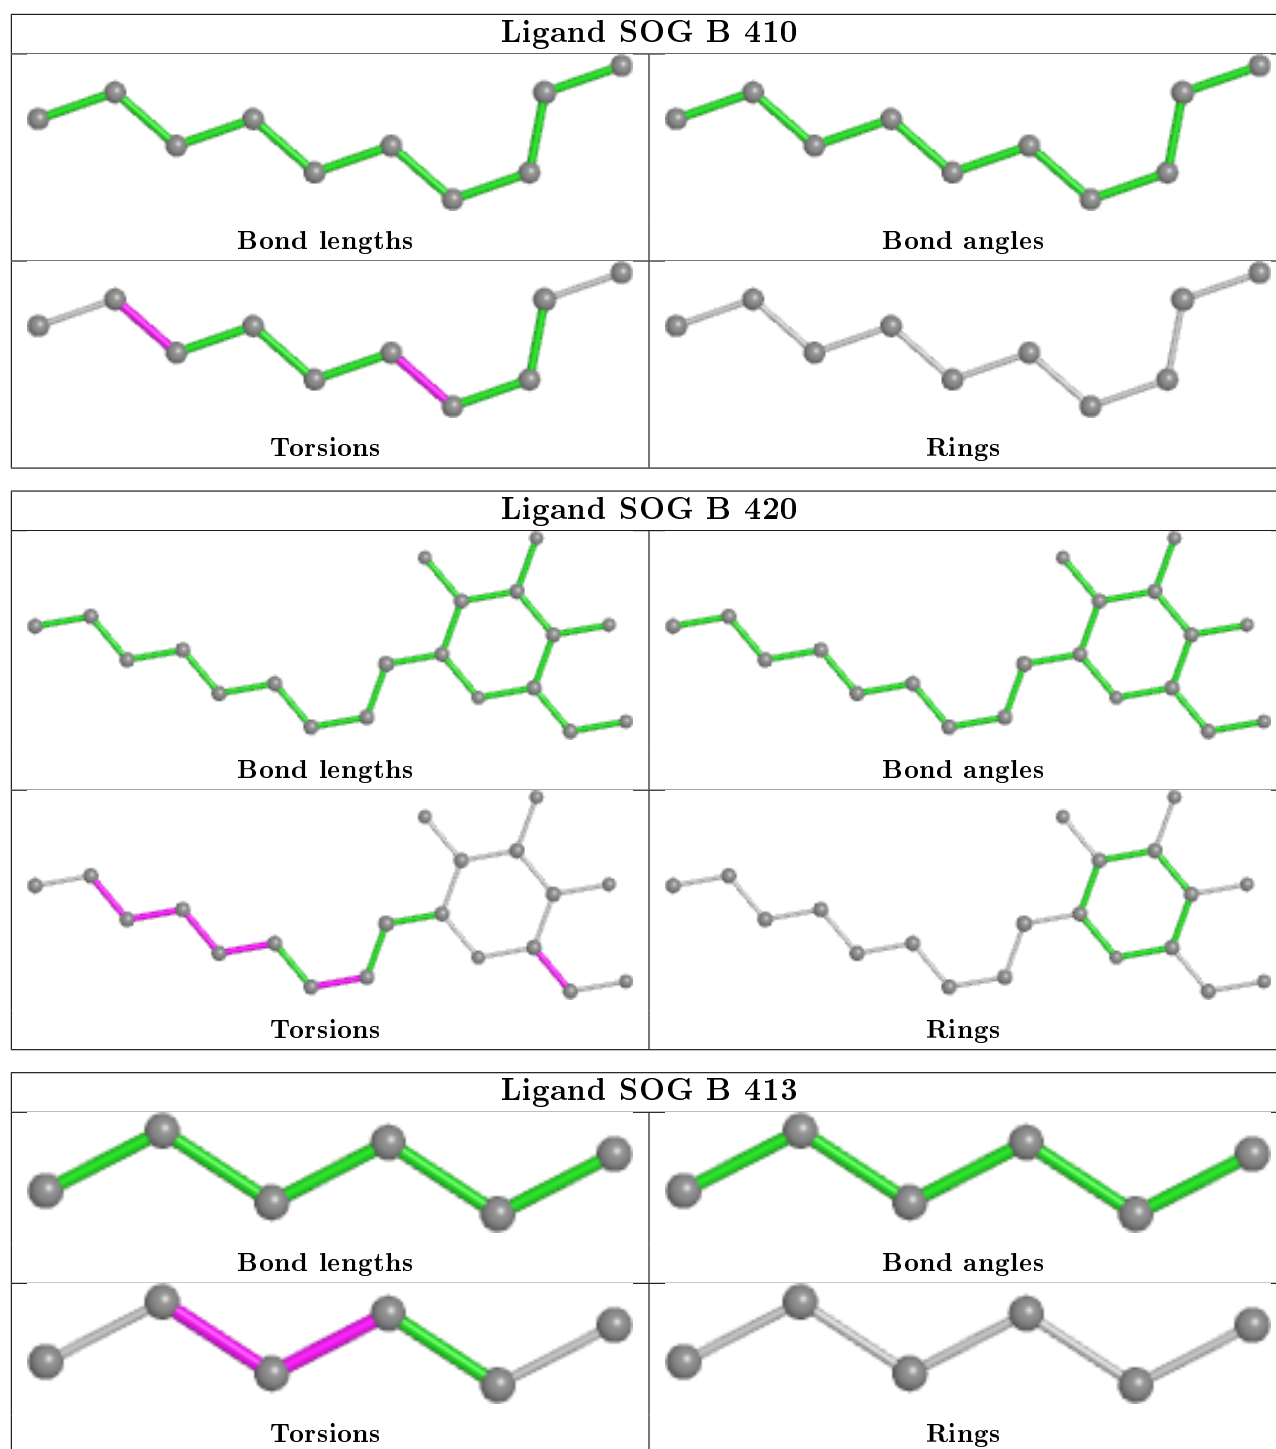 Ligand SOG B 410
Bond lengths
Bond angles
Torsions
Rings
Ligand SOG B 420
Bond lengths
Bond angles
Torsions
Rings
Ligand SOG B 413
Bond lengths
Bond angles
Torsions
Rings